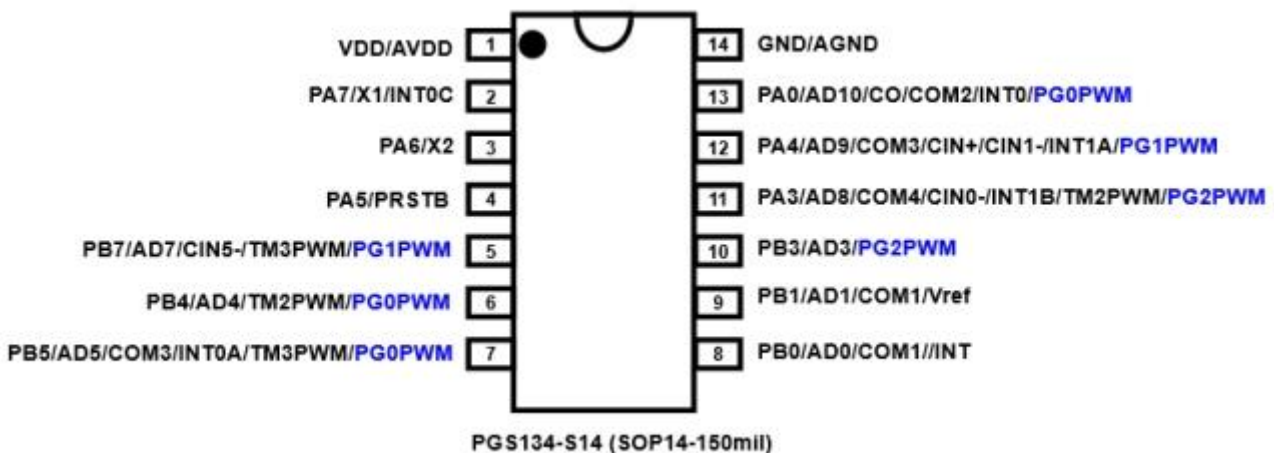 VDD/AVDD 1 14 GND/AGND
PA7/X1/INT0C 2 13 PA0/AD10/CO/COM2/INT0/PG0PWM
PA6/X2 3 12 PA4/AD9/COM3/CIN+/CIN1-/INT1A/PG1PWM
PA5/PRSTB 4 11 PA3/AD8/COM4/CIN0-/INT1B/TM2PWM/PG2PWM
PB7/AD7/CIN5-/TM3PWM/PG1PWM 5 10 PB3/AD3/PG2PWM
PB4/AD4/TM2PWM/PG0PWM 6 9 PB1/AD1/COM1/Vref
PB5/AD5/COM3/INT0A/TM3PWM/PG0PWM 7 8 PB0/AD0/COM1//INT
PGS134-S14 (SOP14-150mil)